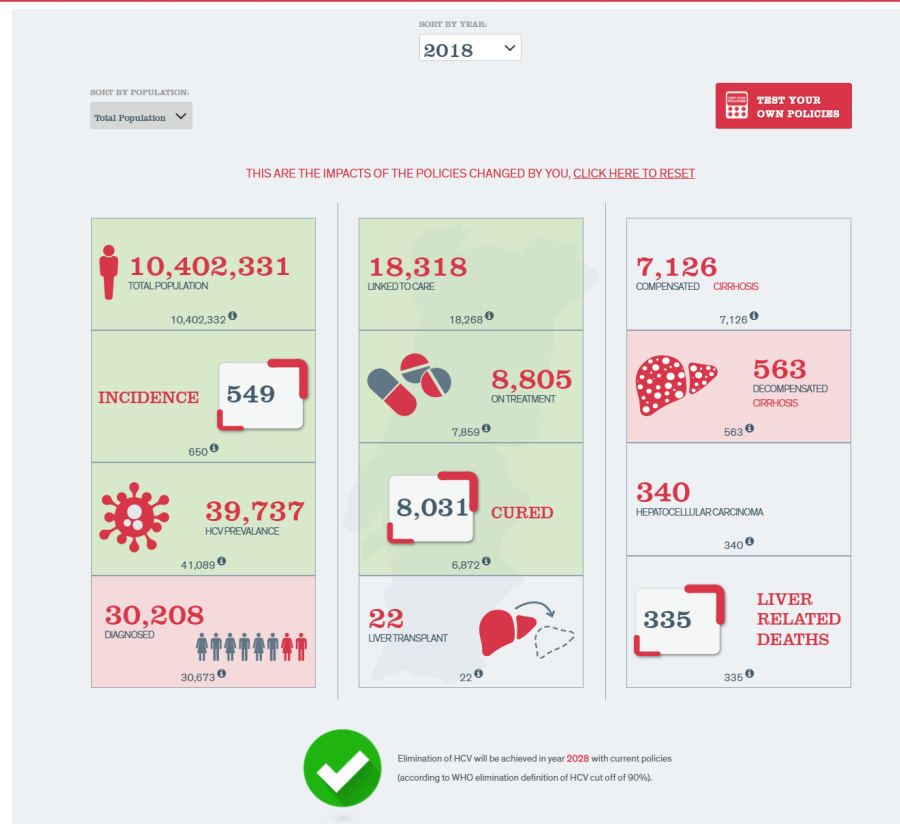 SORT BY YEAR:
2018
SORT BY POPULATION:
Total Population
TEST YOUR
OWN POLICIES
THIS ARE THE IMPACTS OF THE POLICIES CHANGED BY YOU, CLICK HERE TO RESET
10,402,331
TOTAL POPULATION
10,402,332
INCIDENCE
549
650
39,737
HCV PREVALANCE
41,089
30,208
DIAGNOSED
30,673
18,318
LINKED TO CARE
18,268
8,805
ON TREATMENT
7,859
8,031
CURED
6,872
22
LIVER TRANSPLANT
22
7,126
COMPENSATED CIRRHOSIS
7,126
563
DECOMPENSATED
CIRRHOSIS
563
340
HEPATOCELLULAR CARCINOMA
340
335
LIVER
RELATED
DEATHS
335
Elimination of HCV will be achieved in year 2028 with current policies
(according to WHO elimination definition of HCV cut off of 90%).